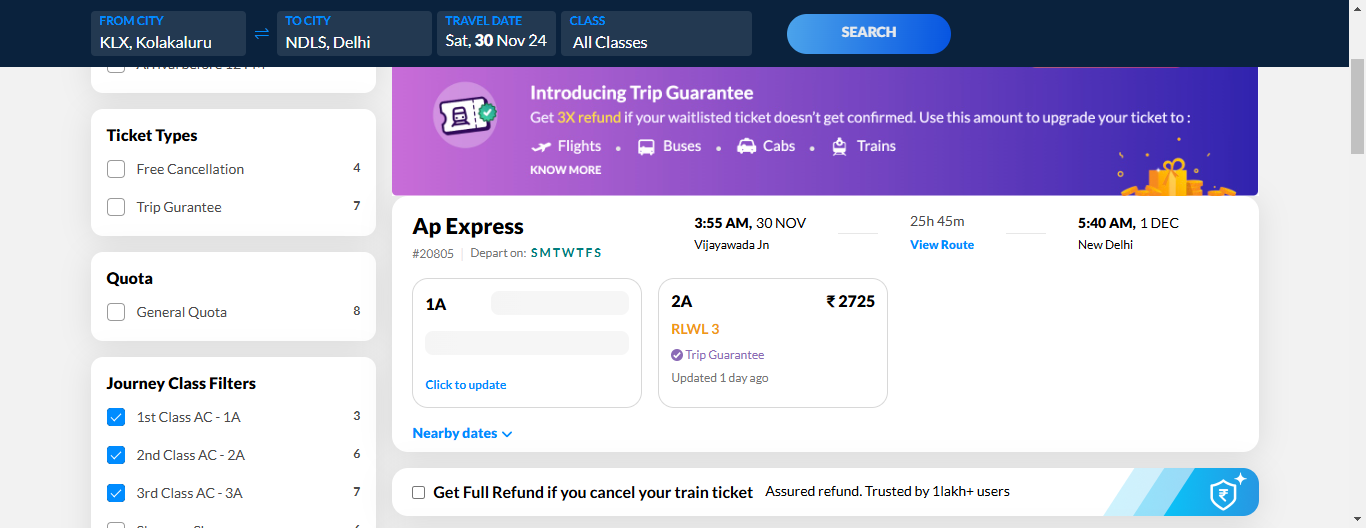 FROM CITY
KLX, Kolakaluru
TO CITY
NDLS, Delhi
TRAVEL DATE
Sat, 30 Nov 24
CLASS
All Classes
SEARCH
Ticket Types
Free Cancellation 4
Trip Gurantee 7
Quota
General Quota 8
Journey Class Filters
1st Class AC - 1A 3
2nd Class AC - 2A 6
3rd Class AC - 3A 7
Introducing Trip Guarantee
Get 3X refund if your waitlisted ticket doesn't get confirmed. Use this amount to upgrade your ticket to :
Flights • Buses • Cabs • Trains
KNOW MORE
Ap Express
#20805 | Depart on: S M T W T F S
3:55 AM, 30 NOV
Vijayawada Jn
25h 45m
View Route
5:40 AM, 1 DEC
New Delhi
1A
Click to update
2A ₹ 2725
RLWL 3
Trip Guarantee
Updated 1 day ago
Nearby dates
Get Full Refund if you cancel your train ticket Assured refund. Trusted by 1lakh+ users